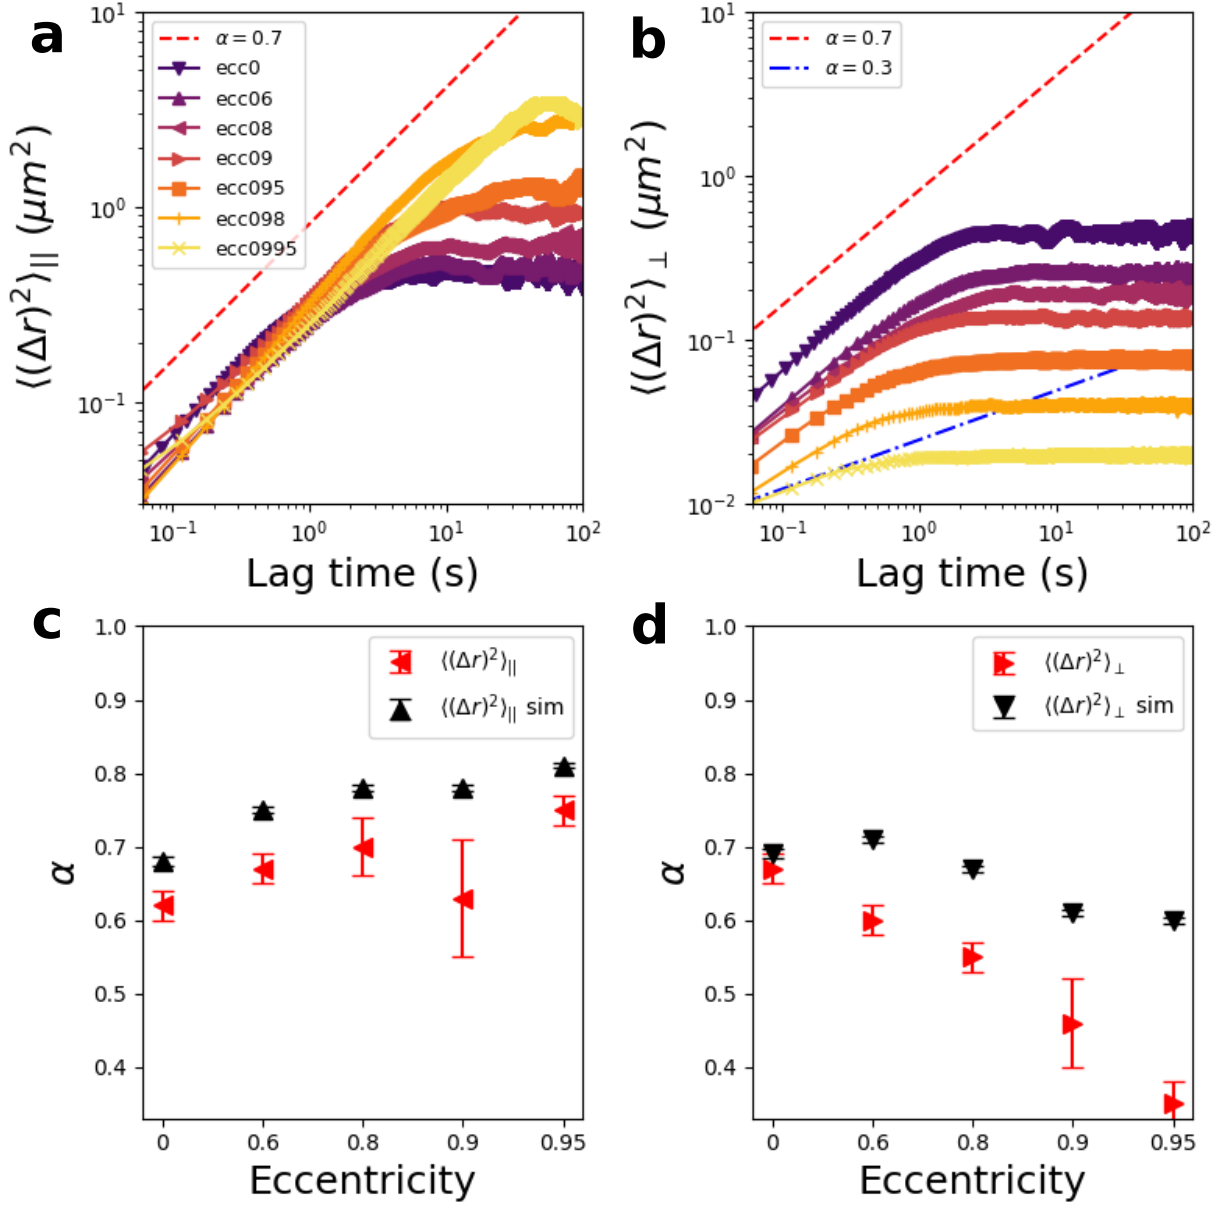 a
10^1
10^0
10^{-1}
⟨(Δr)^2⟩_{||} (μm^2)
α = 0.7
ecc0
ecc06
ecc08
ecc09
ecc095
ecc098
ecc0995
10^{-1} 10^0 10^1 10^2
Lag time (s)
b
10^1
10^0
10^{-1}
10^{-2}
⟨(Δr)^2⟩_⊥ (μm^2)
α = 0.7
α = 0.3
10^{-1} 10^0 10^1 10^2
Lag time (s)
c
1.0
0.9
0.8
0.7
0.6
0.5
0.4
α
⟨(Δr)^2⟩_{||}
⟨(Δr)^2⟩_{||} sim
0 0.6 0.8 0.9 0.95
Eccentricity
d
1.0
0.9
0.8
0.7
0.6
0.5
0.4
α
⟨(Δr)^2⟩_⊥
⟨(Δr)^2⟩_⊥ sim
0 0.6 0.8 0.9 0.95
Eccentricity